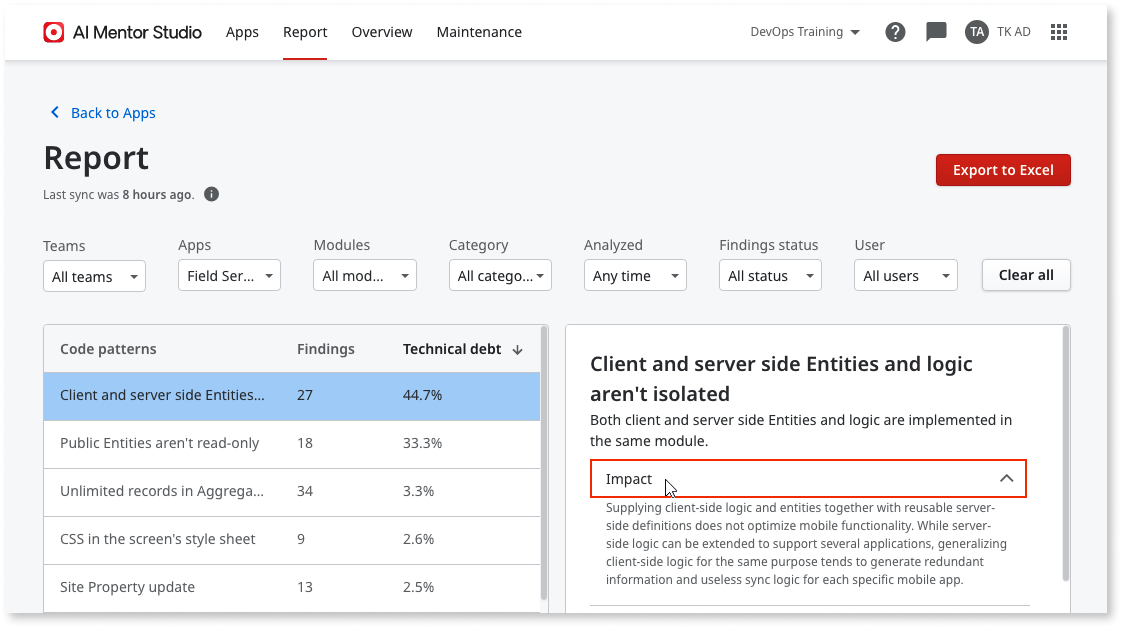 AI Mentor Studio Apps Report Overview Maintenance DevOps Training ? TA TK AD
Back to Apps
Report
Export to Excel
Last sync was 8 hours ago. i
Teams Apps Modules Category Analyzed Findings status User
All teams Field Ser... All mod... All catego... Any time All status All users Clear all
Code patterns Findings Technical debt
Client and server side Entities... 27 44.7%
Public Entities aren't read-only 18 33.3%
Unlimited records in Aggrega... 34 3.3%
CSS in the screen's style sheet 9 2.6%
Site Property update 13 2.5%
Client and server side Entities and logic
aren't isolated
Both client and server side Entities and logic are implemented in
the same module.
Impact
Supplying client-side logic and entities together with reusable server-
side definitions does not optimize mobile functionality. While server-
side logic can be extended to support several applications, generalizing
client-side logic for the same purpose tends to generate redundant
information and useless sync logic for each specific mobile app.